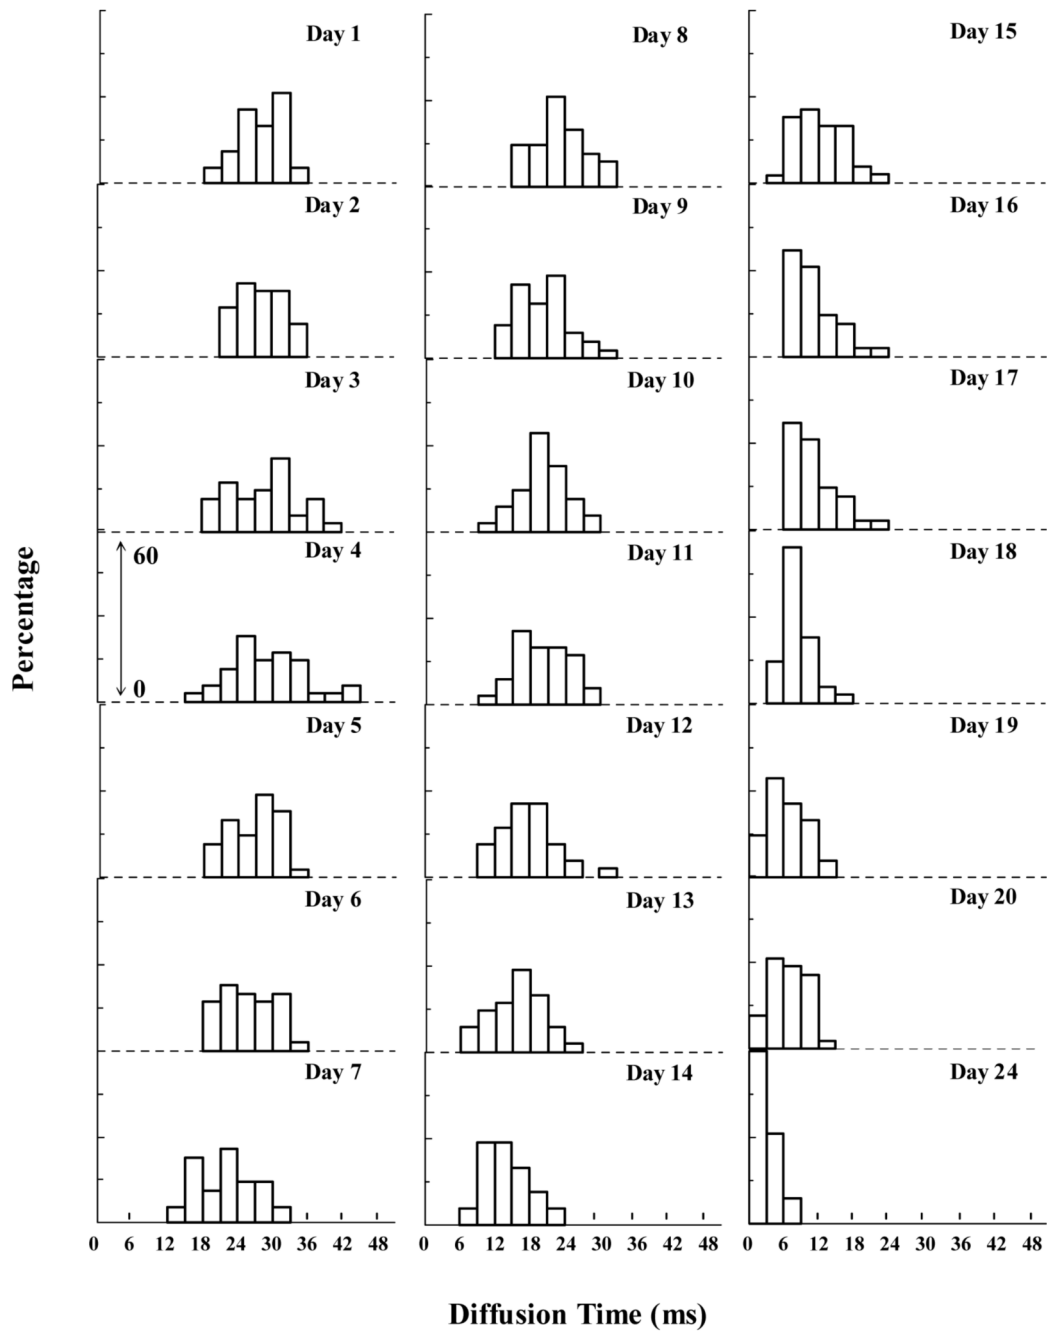 Day 1
Day 8
Day 15
Day 2
Day 9
Day 16
Day 3
Day 10
Day 17
Day 4
Day 11
Day 18
60
0
Percentage
Day 5
Day 12
Day 19
Day 6
Day 13
Day 20
Day 7
Day 14
Day 24
0 6 12 18 24 30 36 42 48
0 6 12 18 24 30 36 42 48
0 6 12 18 24 30 36 42 48
Diffusion Time (ms)